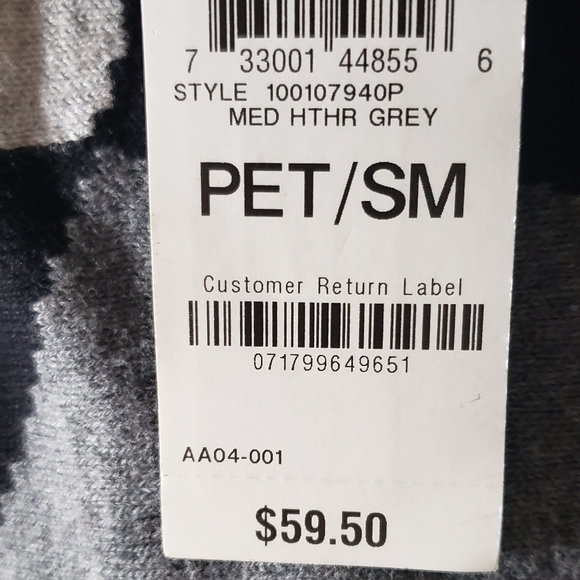 7 33001 44855 6
STYLE 100107940P
MED HTHR GREY
PET/SM
Customer Return Label
071799649651
AA04-001
$59.50